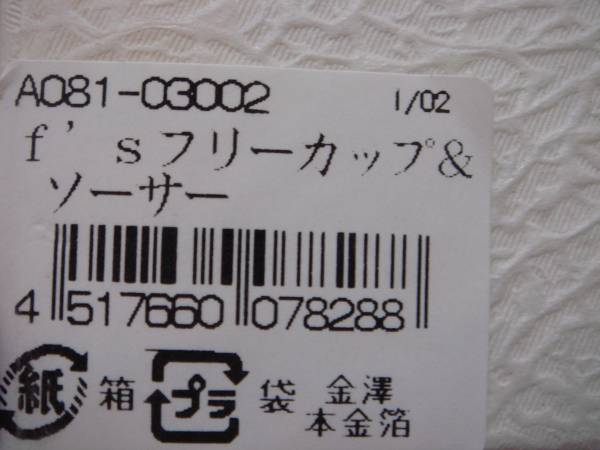 A081-03002 1/02
f'sフリーカップ&
ソーサー
4 517660 078288
紙 箱 プラ 袋 金澤
本金箔